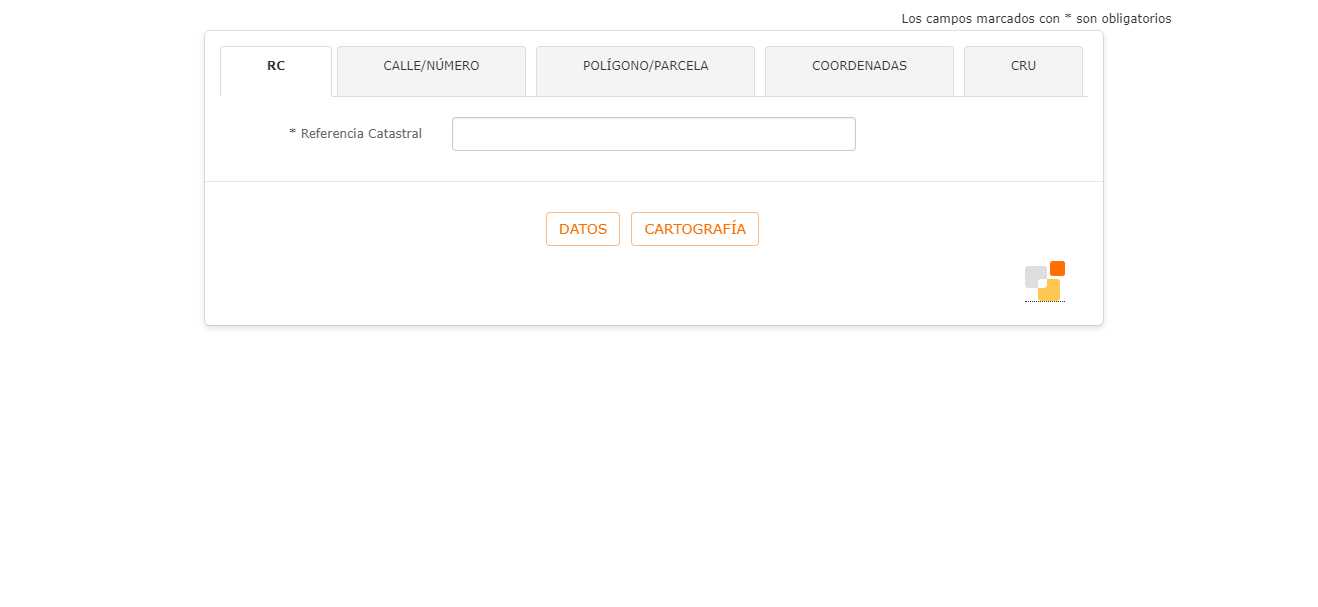 Los campos marcados con * son obligatorios
RC
CALLE/NÚMERO
POLÍGONO/PARCELA
COORDENADAS
CRU
* Referencia Catastral
DATOS
CARTOGRAFÍA